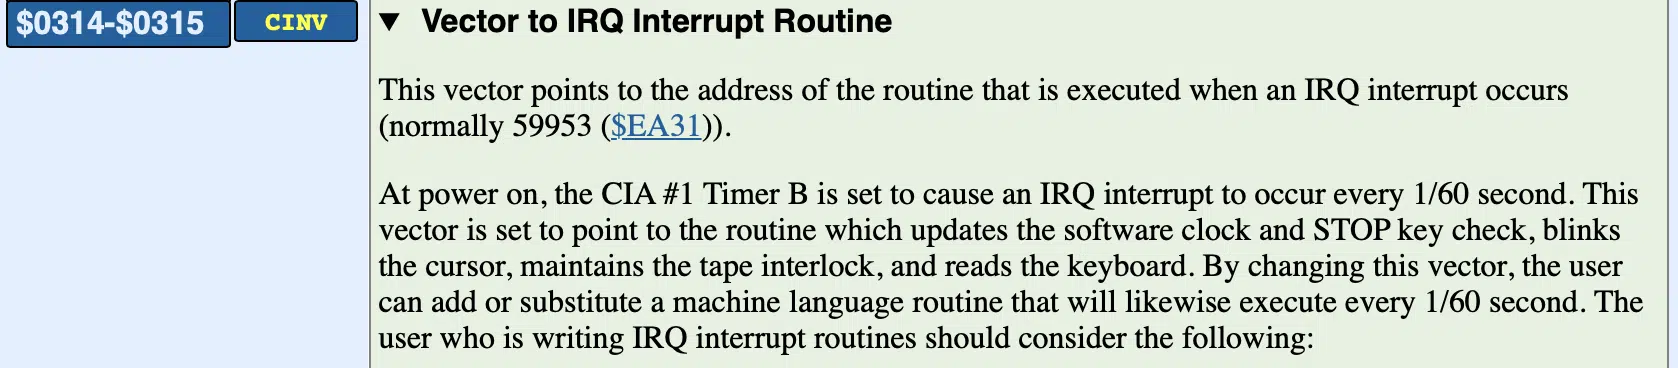 $0314-$0315 CINV ▼ Vector to IRQ Interrupt Routine
This vector points to the address of the routine that is executed when an IRQ interrupt occurs
(normally 59953 ($EA31)).
At power on, the CIA #1 Timer B is set to cause an IRQ interrupt to occur every 1/60 second. This
vector is set to point to the routine which updates the software clock and STOP key check, blinks
the cursor, maintains the tape interlock, and reads the keyboard. By changing this vector, the user
can add or substitute a machine language routine that will likewise execute every 1/60 second. The
user who is writing IRQ interrupt routines should consider the following: